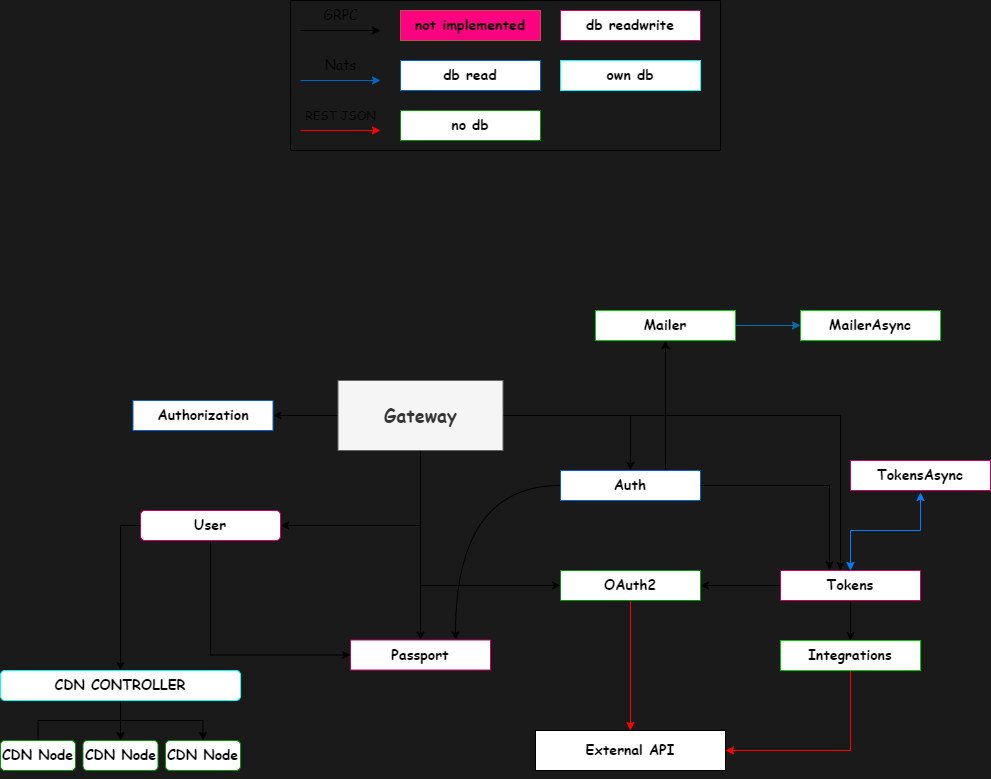 GRPC
not implemented
db readwrite
Nats
db read
own db
REST JSON
no db
Mailer
MailerAsync
Authorization
Gateway
Auth
TokensAsync
User
OAuth2
Tokens
Passport
Integrations
CDN CONTROLLER
CDN Node
CDN Node
CDN Node
External API